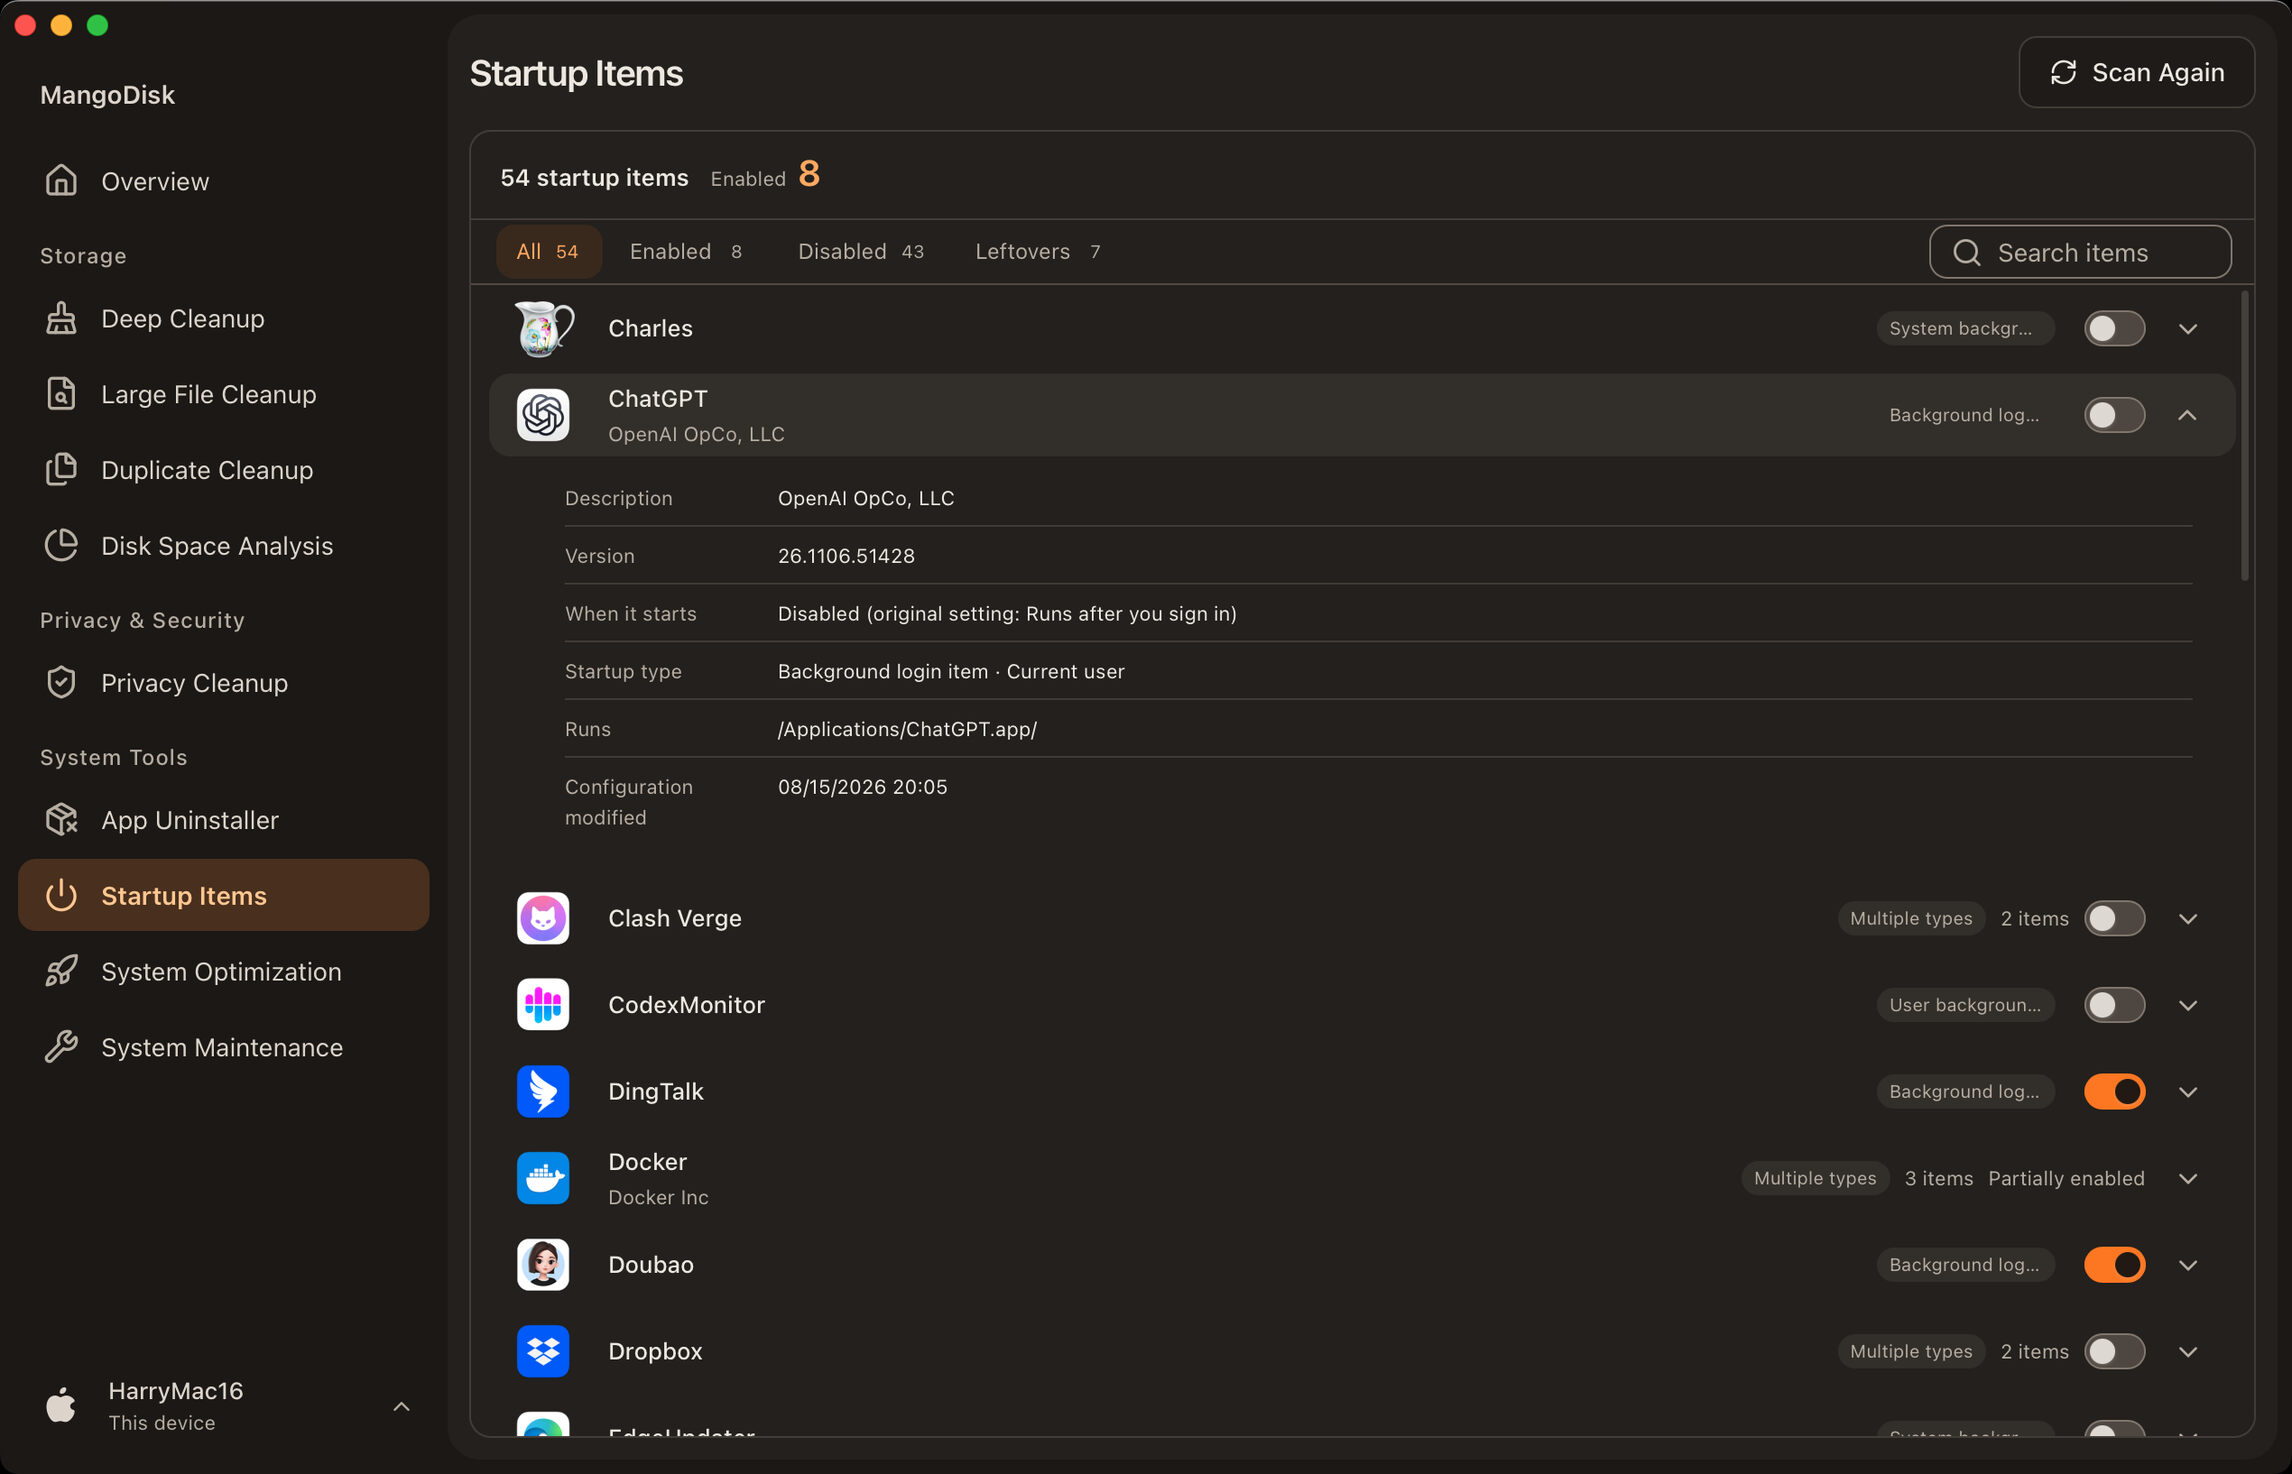 MangoDisk
Overview
Storage
Deep Cleanup
Large File Cleanup
Duplicate Cleanup
Disk Space Analysis
Privacy & Security
Privacy Cleanup
System Tools
App Uninstaller
Startup Items
System Optimization
System Maintenance
HarryMac16
This device
Startup Items
Scan Again
54 startup items Enabled 8
All 54 Enabled 8 Disabled 43 Leftovers 7 Search items
Charles System backgr...
ChatGPT
OpenAI OpCo, LLC
Background log...
Description OpenAI OpCo, LLC
Version 26.1106.51428
When it starts Disabled (original setting: Runs after you sign in)
Startup type Background login item · Current user
Runs /Applications/ChatGPT.app/
Configuration modified 08/15/2026 20:05
Clash Verge Multiple types 2 items
CodexMonitor User backgroun...
DingTalk Background log...
Docker
Docker Inc
Multiple types 3 items Partially enabled
Doubao Background log...
Dropbox Multiple types 2 items
EdgeUpdater System backgr...